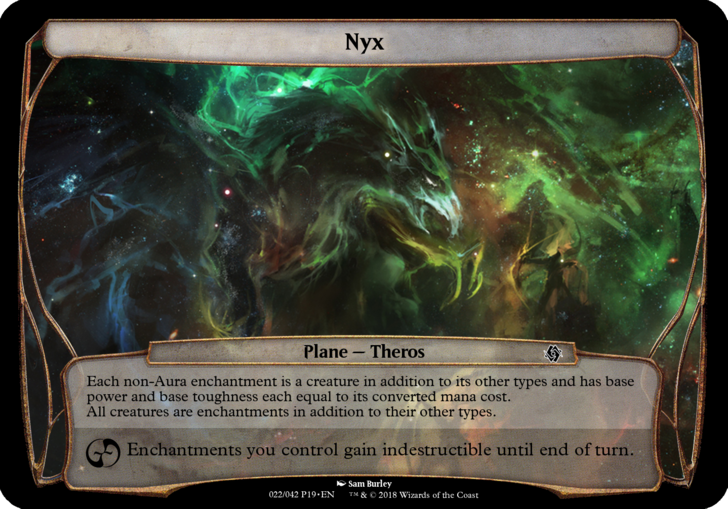 Nyx
Plane — Theros
Each non-Aura enchantment is a creature in addition to its other types and has base
power and base toughness each equal to its converted mana cost.
All creatures are enchantments in addition to their other types.
Enchantments you control gain indestructible until end of turn.
Sam Burley
022/042 P19•EN ™ & © 2018 Wizards of the Coast